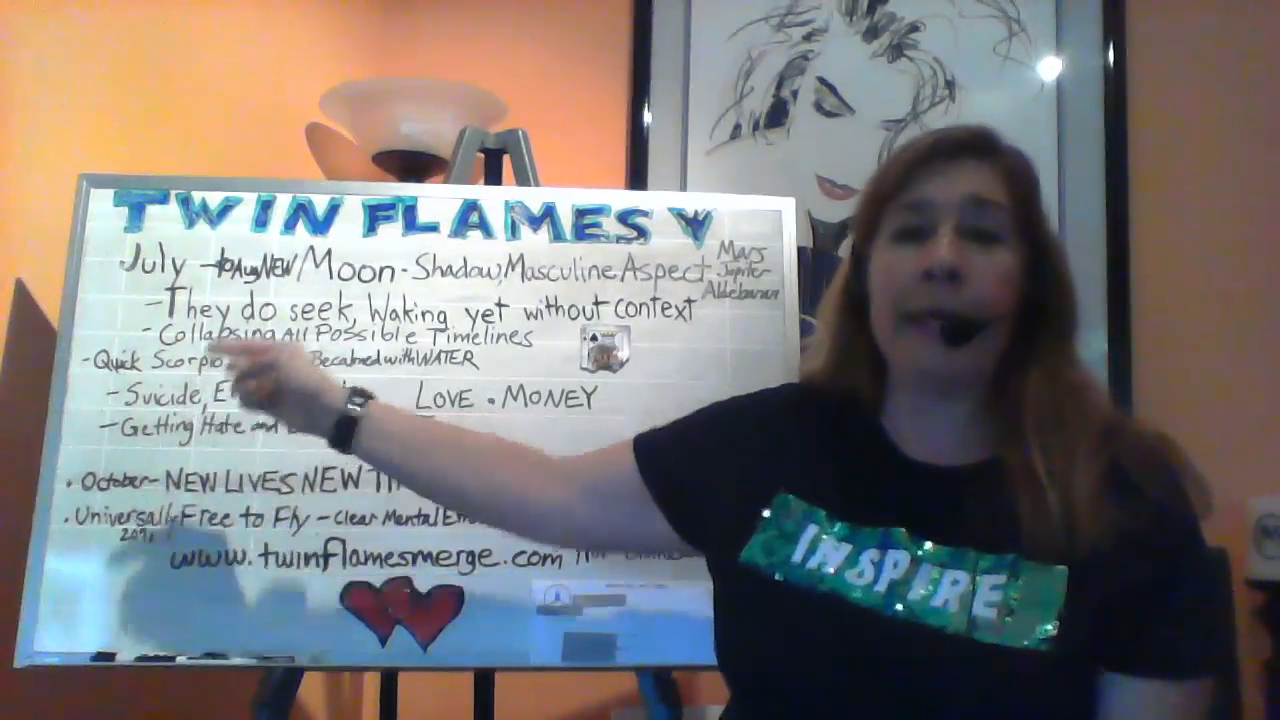 TWIN FLAMES
July - to Aug NEW Moon - Shadow, Masculine Aspect
Mars
Jupiter
Aldebaran
- They do seek, Waking yet without context
- Collapsing All Possible Timelines
- Quick Scorpio Becalmed with WATER
- Suicide, LOVE . MONEY
- Getting Hate and
. October - NEW LIVES NEW
. Universally Free to Fly - Clear Mental
www.twinflamesmerge.com
INSPIRE